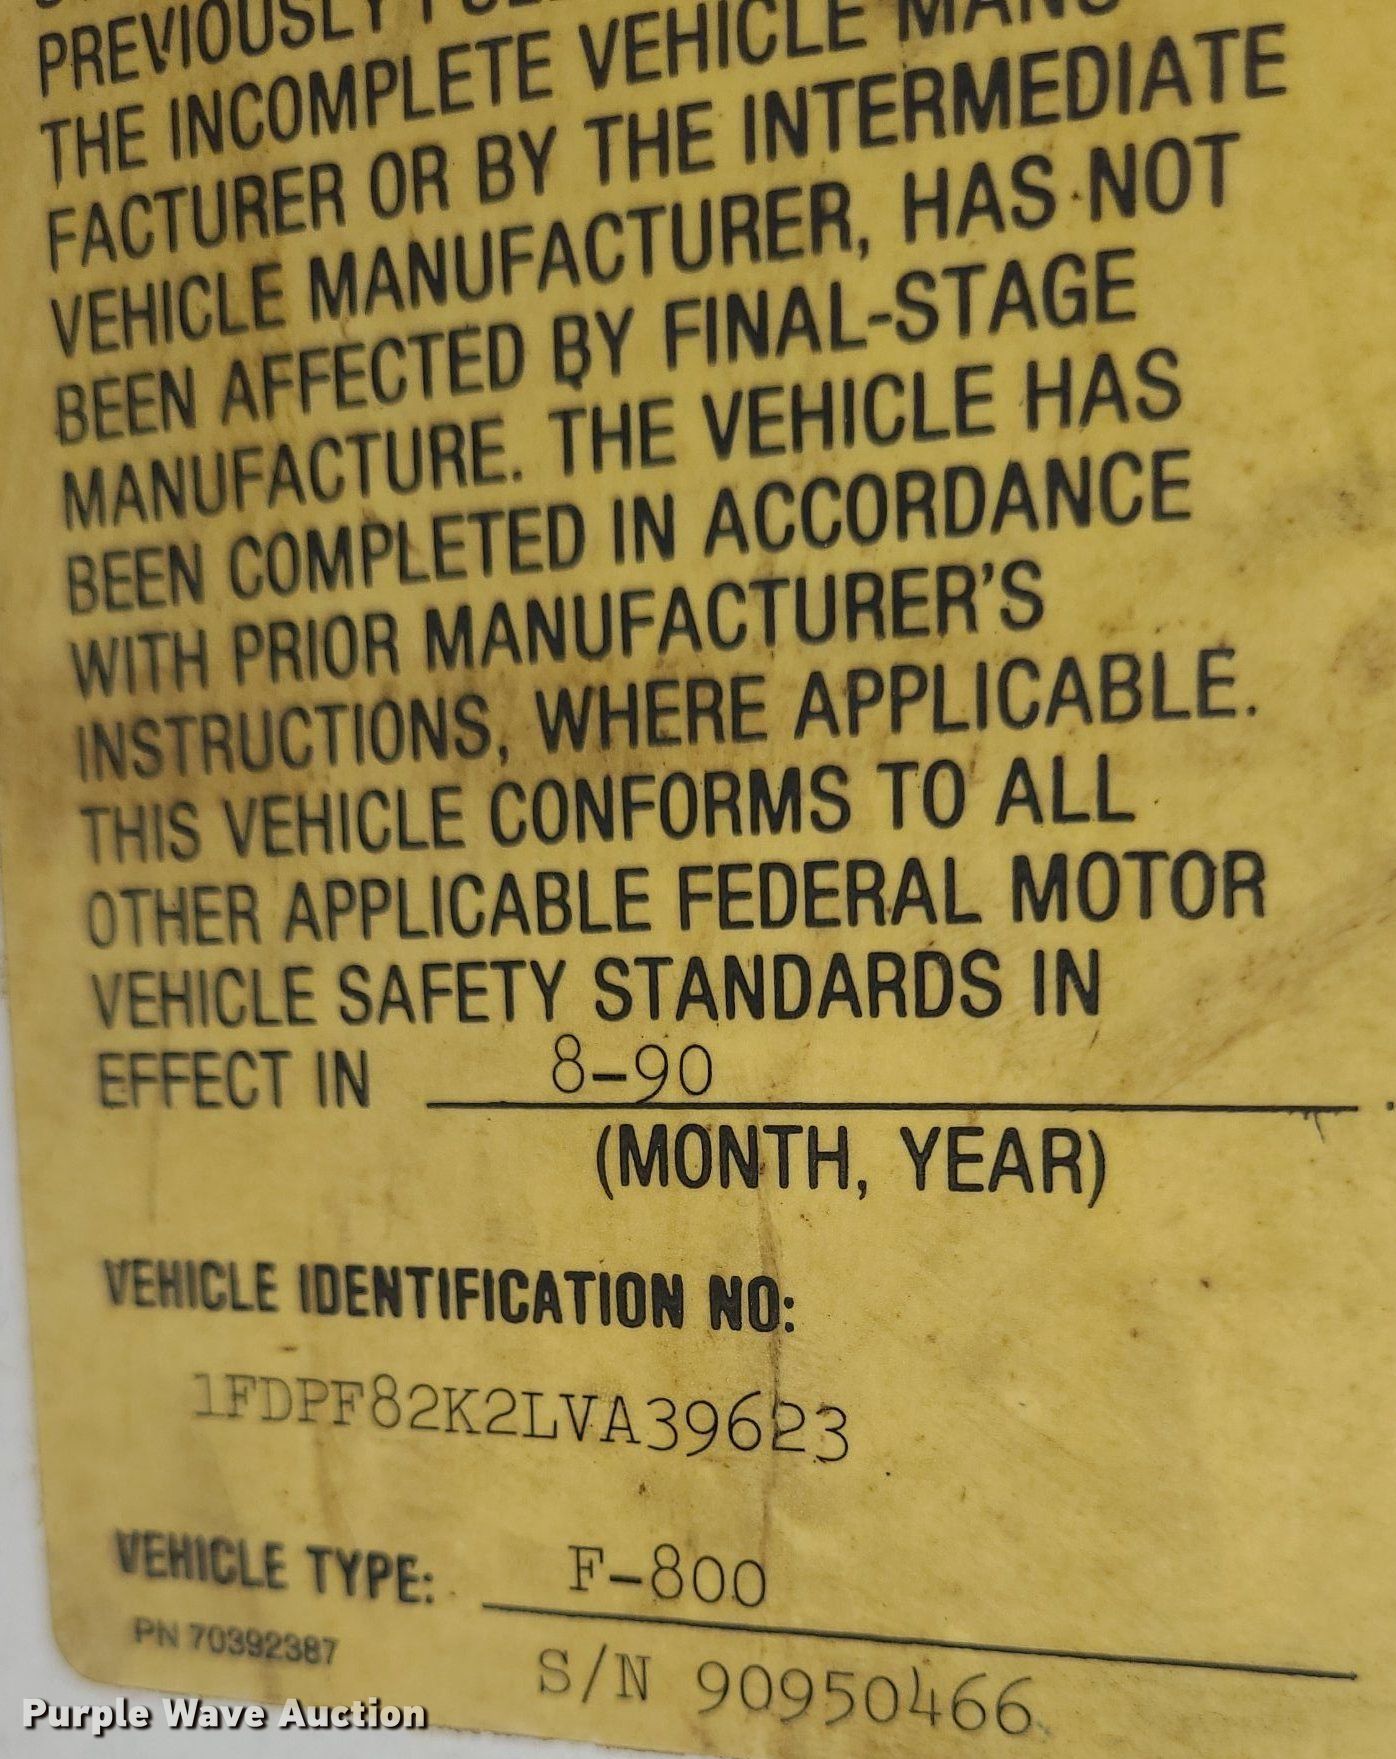 PREVIOUSLY
THE INCOMPLETE VEHICLE MANU
FACTURER OR BY THE INTERMEDIATE
VEHICLE MANUFACTURER, HAS NOT
BEEN AFFECTED BY FINAL-STAGE
MANUFACTURE. THE VEHICLE HAS
BEEN COMPLETED IN ACCORDANCE
WITH PRIOR MANUFACTURER'S
INSTRUCTIONS, WHERE APPLICABLE.
THIS VEHICLE CONFORMS TO ALL
OTHER APPLICABLE FEDERAL MOTOR
VEHICLE SAFETY STANDARDS IN
EFFECT IN 8-90.
(MONTH, YEAR)
VEHICLE IDENTIFICATION NO:
1FDPF82K2LVA39623
VEHICLE TYPE: F-800
PN 70392387
S/N 90950466
Purple Wave Auction